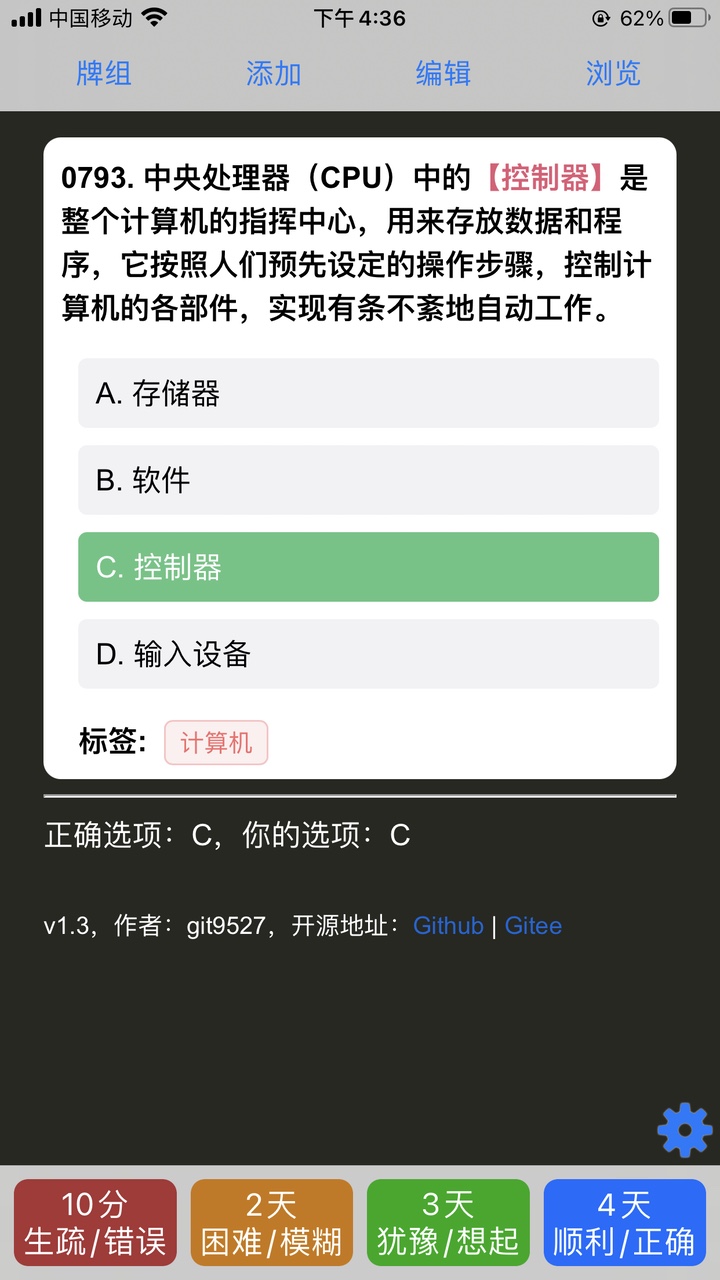 中国移动 下午4:36 62%
牌组 添加 编辑 浏览
0793. 中央处理器（CPU）中的【控制器】是
整个计算机的指挥中心，用来存放数据和程
序，它按照人们预先设定的操作步骤，控制计
算机的各部件，实现有条不紊地自动工作。
A. 存储器
B. 软件
C. 控制器
D. 输入设备
标签: 计算机
正确选项：C，你的选项：C
v1.3，作者：git9527，开源地址：Github | Gitee
10分 2天 3天 4天
生疏/错误 困难/模糊 犹豫/想起 顺利/正确